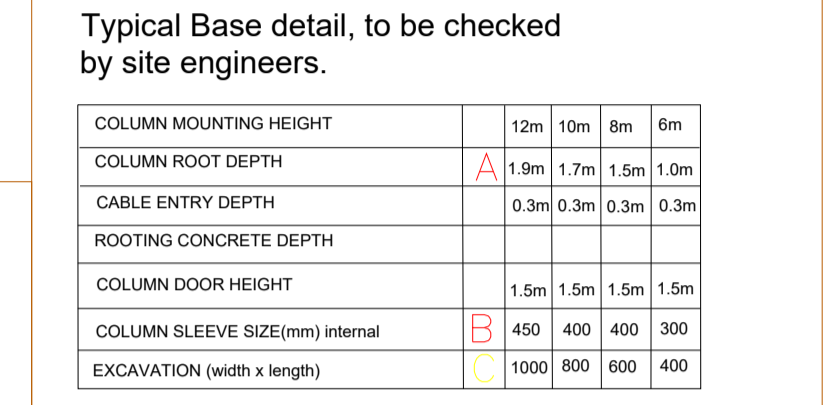 Typical Base detail, to be checked
by site engineers.
COLUMN MOUNTING HEIGHT 12m 10m 8m 6m
COLUMN ROOT DEPTH A 1.9m 1.7m 1.5m 1.0m
CABLE ENTRY DEPTH 0.3m 0.3m 0.3m 0.3m
ROOTING CONCRETE DEPTH
COLUMN DOOR HEIGHT 1.5m 1.5m 1.5m 1.5m
COLUMN SLEEVE SIZE(mm) internal B 450 400 400 300
EXCAVATION (width x length) C 1000 800 600 400